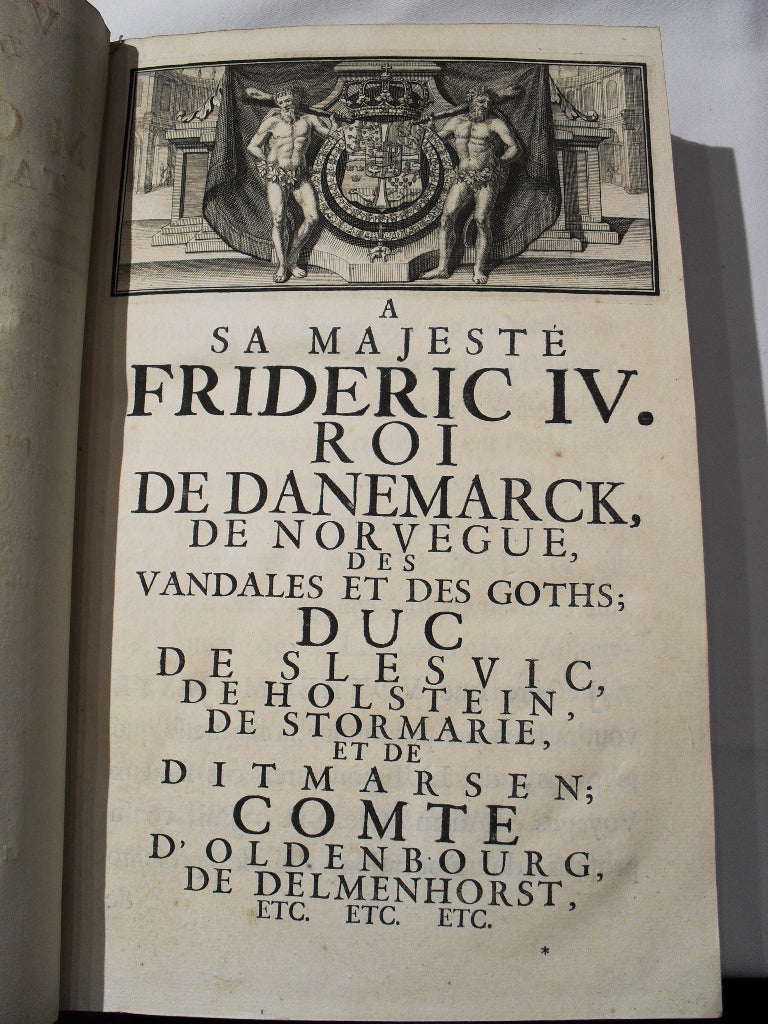 A
SA MAJESTÉ
FRIDERIC IV.
ROI
DE DANEMARCK,
DE NORVEGUE,
DES
VANDALES ET DES GOTHS;
DUC
DE SLESVIC,
DE HOLSTEIN,
DE STORMARIE,
ET DE
DITMARSEN;
COMTE
D'OLDENBOURG,
DE DELMENHORST,
ETC. ETC. ETC.
*